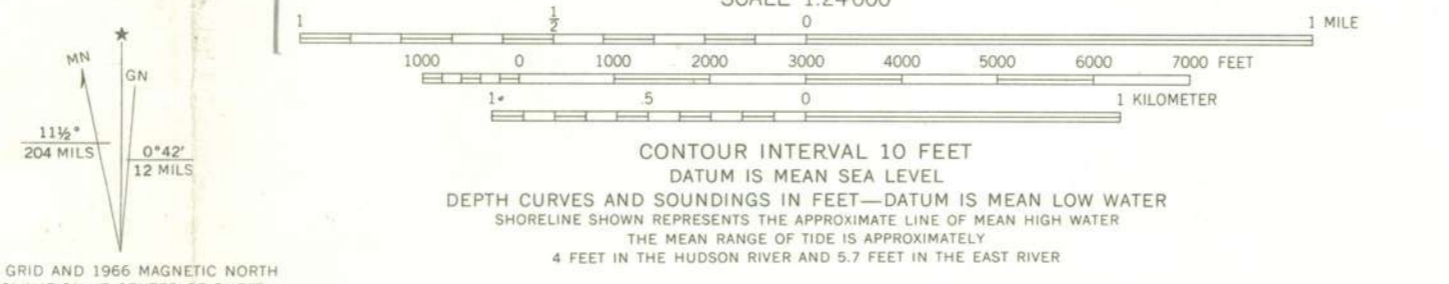 SCALE 1:24 000
1 ½ 0 1 MILE
1000 0 1000 2000 3000 4000 5000 6000 7000 FEET
1 .5 0 1 KILOMETER
CONTOUR INTERVAL 10 FEET
DATUM IS MEAN SEA LEVEL
DEPTH CURVES AND SOUNDINGS IN FEET—DATUM IS MEAN LOW WATER
SHORELINE SHOWN REPRESENTS THE APPROXIMATE LINE OF MEAN HIGH WATER
THE MEAN RANGE OF TIDE IS APPROXIMATELY
4 FEET IN THE HUDSON RIVER AND 5.7 FEET IN THE EAST RIVER
★
MN
GN
11½°
204 MILS
0°42′
12 MILS
GRID AND 1966 MAGNETIC NORTH